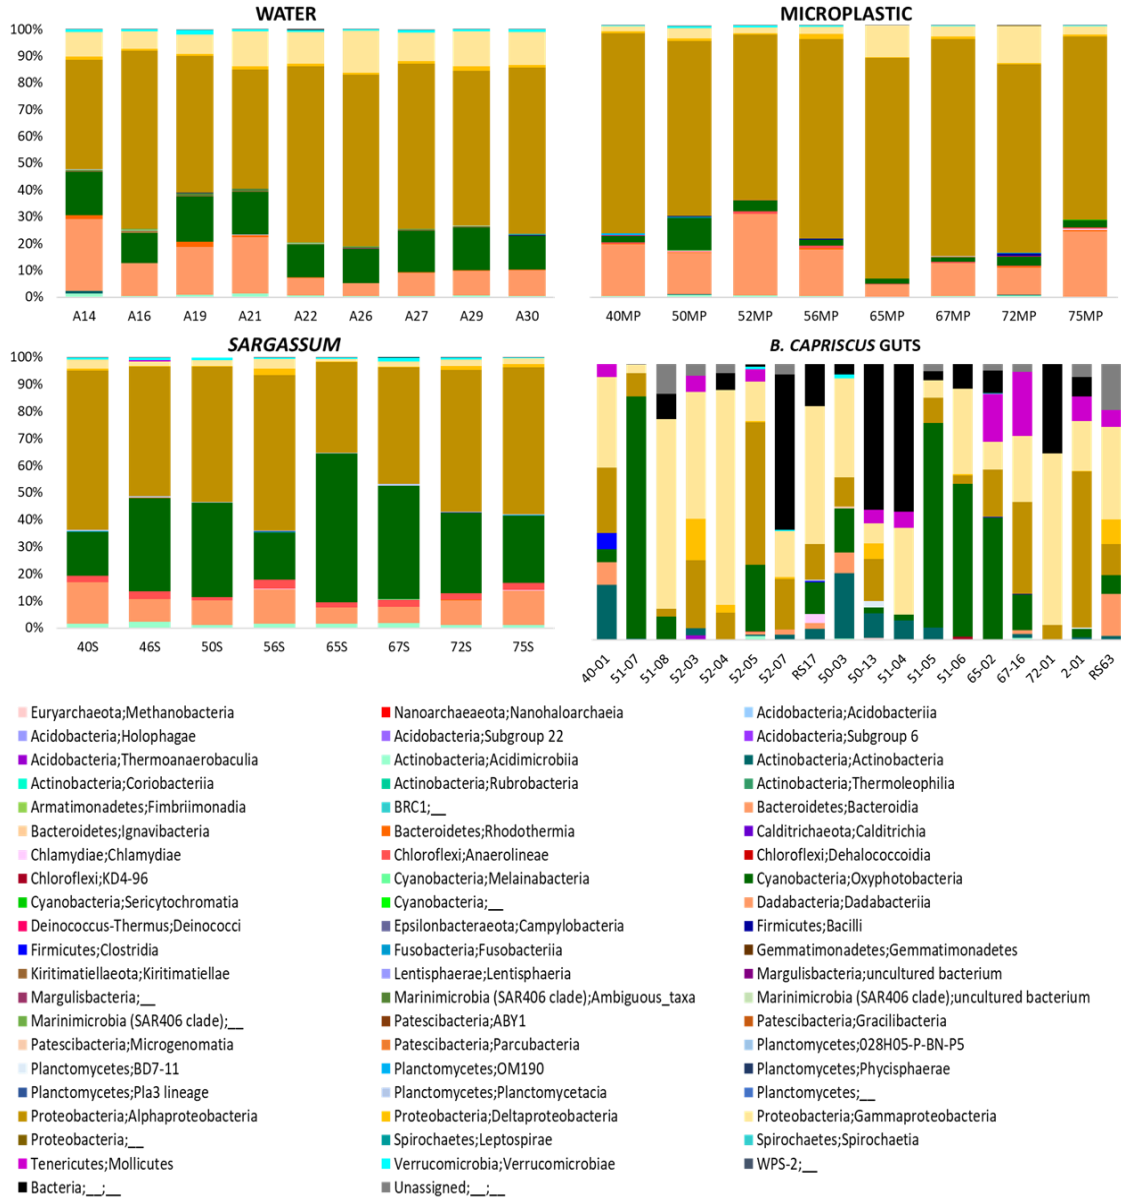 WATER
MICROPLASTIC
100%
90%
80%
70%
60%
50%
40%
30%
20%
10%
0%
A14 A16 A19 A21 A22 A26 A27 A29 A30
100%
90%
80%
70%
60%
50%
40%
30%
20%
10%
0%
40MP 50MP 52MP 56MP 65MP 67MP 72MP 75MP
SARGASSUM
B. CAPRISCUS GUTS
100%
90%
80%
70%
60%
50%
40%
30%
20%
10%
0%
40S 46S 50S 56S 65S 67S 72S 75S
40-01 51-07 51-08 52-03 52-04 52-05 52-07 RS17 50-03 50-13 51-04 51-05 51-06 65-02 67-16 72-01 2-01 RS63
Euryarchaeota;Methanobacteria Nanoarchaeaeota;Nanohaloarchaeia Acidobacteria;Acidobacteriia
Acidobacteria;Holophagae Acidobacteria;Subgroup 22 Acidobacteria;Subgroup 6
Acidobacteria;Thermoanaerobaculia Actinobacteria;Acidimicrobiia Actinobacteria;Actinobacteria
Actinobacteria;Coriobacteriia Actinobacteria;Rubrobacteria Actinobacteria;Thermoleophilia
Armatimonadetes;Fimbriimonadia BRC1;__ Bacteroidetes;Bacteroidia
Bacteroidetes;Ignavibacteria Bacteroidetes;Rhodothermia Calditrichaeota;Calditrichia
Chlamydiae;Chlamydiae Chloroflexi;Anaerolineae Chloroflexi;Dehalococcoidia
Chloroflexi;KD4-96 Cyanobacteria;Melainabacteria Cyanobacteria;Oxyphotobacteria
Cyanobacteria;Sericytochromatia Cyanobacteria;__ Dadabacteria;Dadabacteriia
Deinococcus-Thermus;Deinococci Epsilonbacteraeota;Campylobacteria Firmicutes;Bacilli
Firmicutes;Clostridia Fusobacteria;Fusobacteriia Gemmatimonadetes;Gemmatimonadetes
Kiritimatiellaeota;Kiritimatiellae Lentisphaerae;Lentisphaeria Margulisbacteria;uncultured bacterium
Margulisbacteria;__ Marinimicrobia (SAR406 clade);Ambiguous_taxa Marinimicrobia (SAR406 clade);uncultured bacterium
Marinimicrobia (SAR406 clade);__ Patescibacteria;ABY1 Patescibacteria;Gracilibacteria
Patescibacteria;Microgenomatia Patescibacteria;Parcubacteria Planctomycetes;028H05-P-BN-P5
Planctomycetes;BD7-11 Planctomycetes;OM190 Planctomycetes;Phycisphaerae
Planctomycetes;Pla3 lineage Planctomycetes;Planctomycetacia Planctomycetes;__
Proteobacteria;Alphaproteobacteria Proteobacteria;Deltaproteobacteria Proteobacteria;Gammaproteobacteria
Proteobacteria;__ Spirochaetes;Leptospirae Spirochaetes;Spirochaetia
Tenericutes;Mollicutes Verrucomicrobia;Verrucomicrobiae WPS-2;__
Bacteria;__;__ Unassigned;__;__